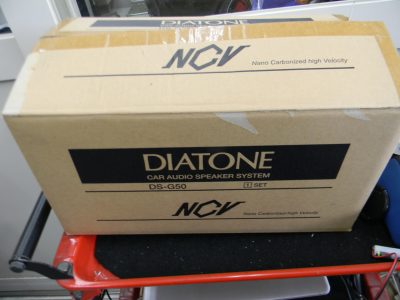 DIATONE
NCV Nano Carbonized high Velocity
DIATONE
CAR AUDIO SPEAKER SYSTEM
DS-G50 1 SET
NCV Nano Carbonized high Velocity